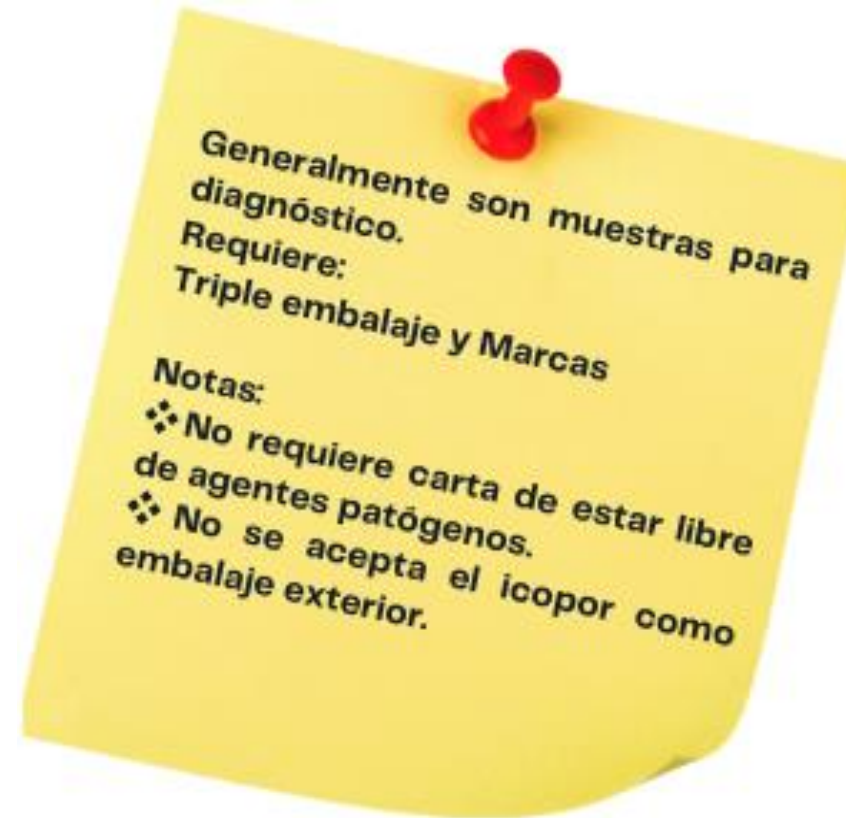 Generalmente son muestras para
diagnóstico.
Requiere:
Triple embalaje y Marcas
Notas:
❖ No requiere carta de estar libre
de agentes patógenos.
❖ No se acepta el icopor como
embalaje exterior.